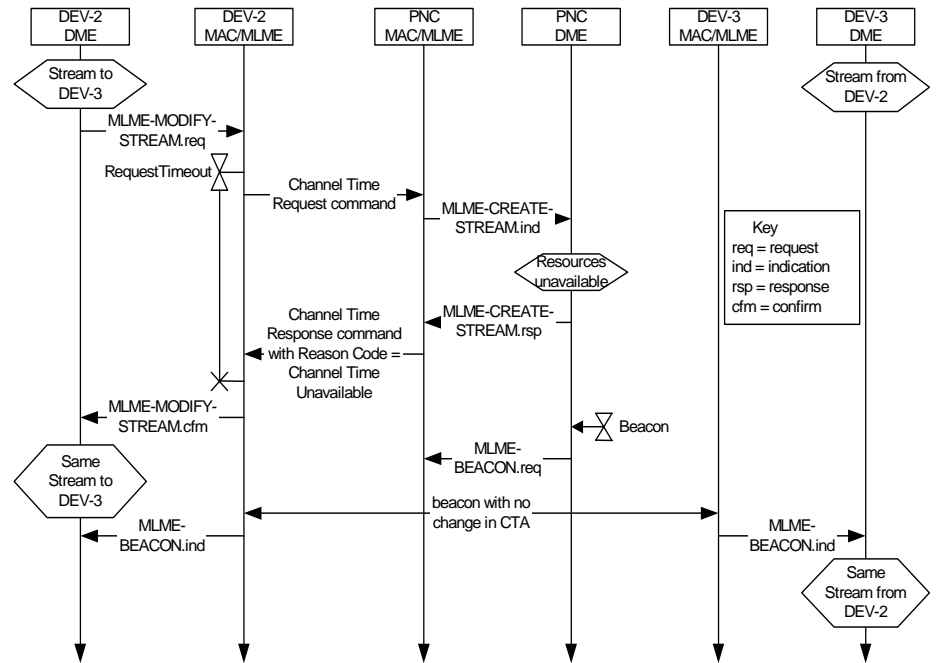 DEV-2
DME
DEV-2
MAC/MLME
PNC
MAC/MLME
PNC
DME
DEV-3
MAC/MLME
DEV-3
DME
Stream to
DEV-3
Stream from
DEV-2
MLME-MODIFY-
STREAM.req
RequestTimeout
Channel Time
Request command
MLME-CREATE-
STREAM.ind
Key
req = request
ind = indication
rsp = response
cfm = confirm
Resources
unavailable
MLME-CREATE-
STREAM.rsp
Channel Time
Response command
with Reason Code =
Channel Time
Unavailable
MLME-MODIFY-
STREAM.cfm
Beacon
MLME-
BEACON.req
Same
Stream to
DEV-3
beacon with no
change in CTA
MLME-
BEACON.ind
MLME-
BEACON.ind
Same
Stream from
DEV-2